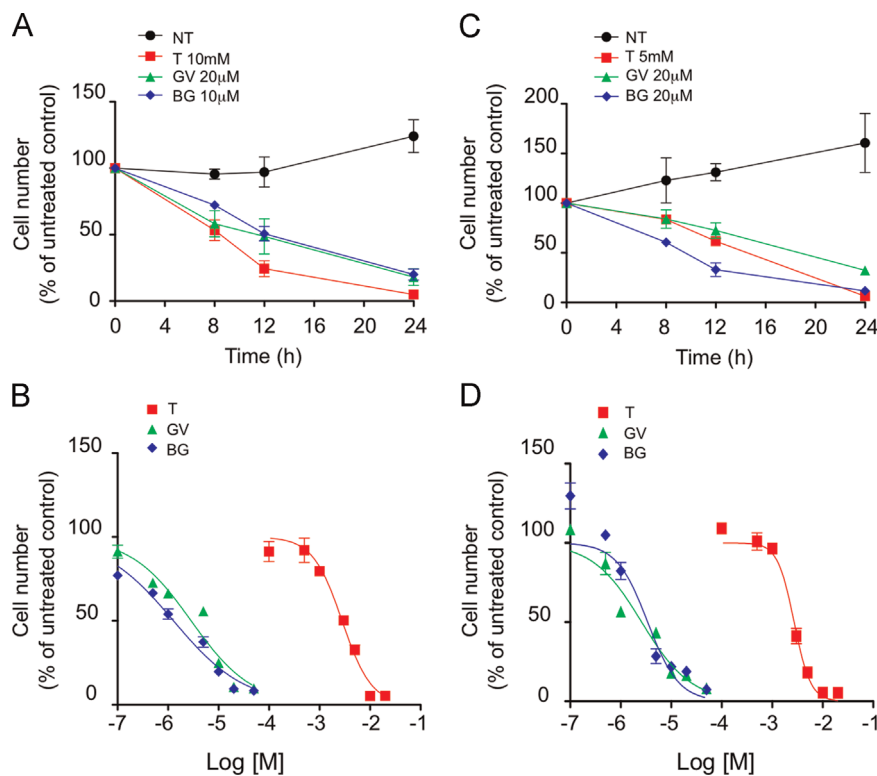 A
NT
T 10mM
GV 20μM
BG 10μM
Cell number
(% of untreated control)
150
100
50
0
0 4 8 12 16 20 24
Time (h)
C
NT
T 5mM
GV 20μM
BG 20μM
Cell number
(% of untreated control)
200
150
100
50
0
0 4 8 12 16 20 24
Time (h)
B
T
GV
BG
Cell number
(% of untreated control)
150
100
50
0
-7 -6 -5 -4 -3 -2 -1
Log [M]
D
T
GV
BG
Cell number
(% of untreated control)
150
100
50
0
-7 -6 -5 -4 -3 -2 -1
Log [M]